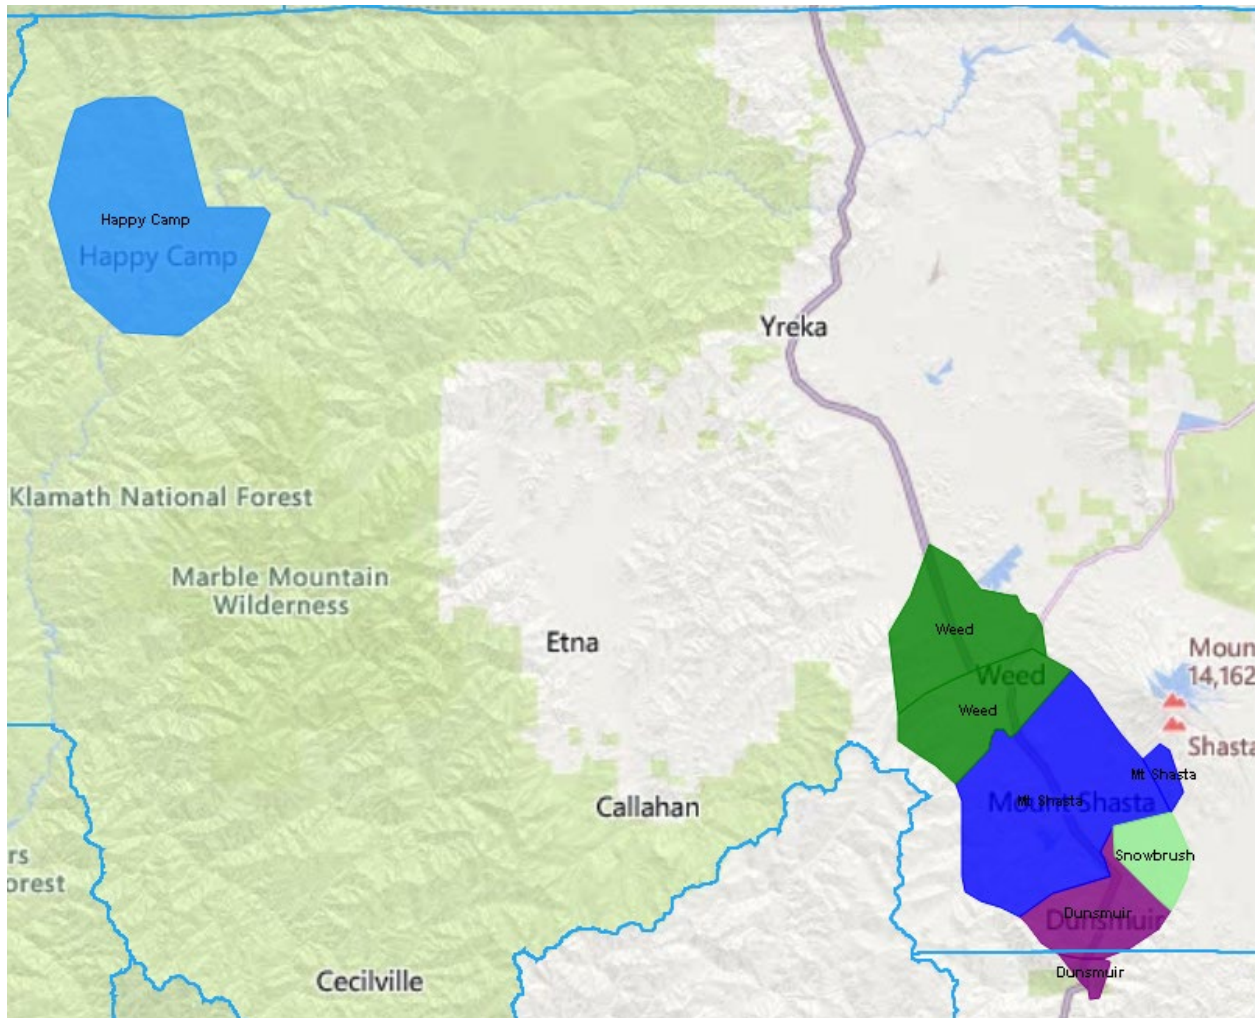 Happy Camp
Happy Camp
Yreka
Klamath National Forest
Marble Mountain
Wilderness
Etna
Weed
Weed
Weed
Moun
14,162
Shasta
Mt Shasta
Mt Shasta
Mount Shasta
Callahan
rs
orest
Snowbrush
Dunsmuir
Dunsmuir
Dunsmuir
Cecilville